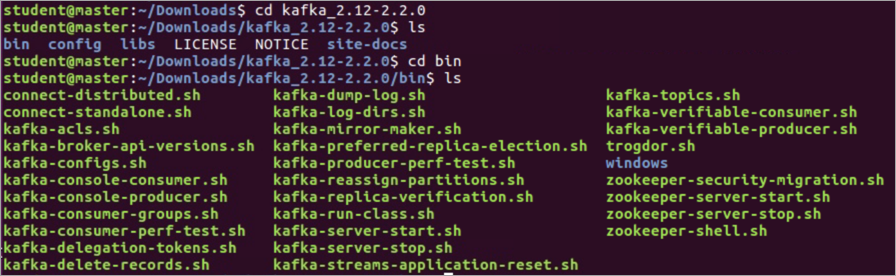 student@master:~/Downloads$ cd kafka_2.12-2.2.0
student@master:~/Downloads/kafka_2.12-2.2.0$ ls
bin config libs LICENSE NOTICE site-docs
student@master:~/Downloads/kafka_2.12-2.2.0$ cd bin
student@master:~/Downloads/kafka_2.12-2.2.0/bin$ ls
connect-distributed.sh kafka-dump-log.sh kafka-topics.sh
connect-standalone.sh kafka-log-dirs.sh kafka-verifiable-consumer.sh
kafka-acls.sh kafka-mirror-maker.sh kafka-verifiable-producer.sh
kafka-broker-api-versions.sh kafka-preferred-replica-election.sh trogdor.sh
kafka-configs.sh kafka-producer-perf-test.sh windows
kafka-console-consumer.sh kafka-reassign-partitions.sh zookeeper-security-migration.sh
kafka-console-producer.sh kafka-replica-verification.sh zookeeper-server-start.sh
kafka-consumer-groups.sh kafka-run-class.sh zookeeper-server-stop.sh
kafka-consumer-perf-test.sh kafka-server-start.sh zookeeper-shell.sh
kafka-delegation-tokens.sh kafka-server-stop.sh
kafka-delete-records.sh kafka-streams-application-reset.sh